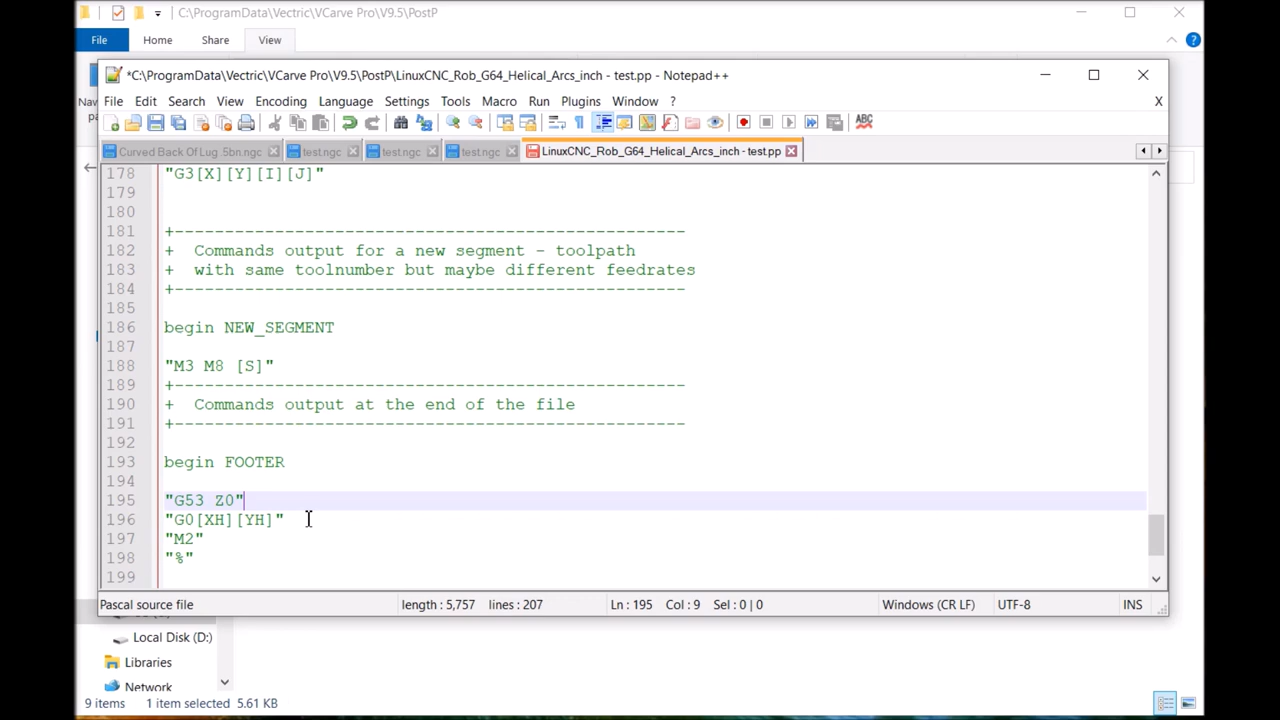 C:\ProgramData\Vectric\VCarve Pro\V9.5\PostP
File Home Share View
*C:\ProgramData\Vectric\VCarve Pro\V9.5\PostP\LinuxCNC_Rob_G64_Helical_Arcs_inch - test.pp - Notepad++
File Edit Search View Encoding Language Settings Tools Macro Run Plugins Window ? X
Curved Back Of Lug .5bn.ngc test.ngc test.ngc test.ngc LinuxCNC_Rob_G64_Helical_Arcs_inch - test.pp
178 "G3[X][Y][I][J]"
179
180
181 +---------------------------------------------------
182 + Commands output for a new segment - toolpath
183 + with same toolnumber but maybe different feedrates
184 +---------------------------------------------------
185
186 begin NEW_SEGMENT
187
188 "M3 M8 [S]"
189 +---------------------------------------------------
190 + Commands output at the end of the file
191 +---------------------------------------------------
192
193 begin FOOTER
194
195 "G53 Z0"
196 "G0[XH][YH]"
197 "M2"
198 "%"
199
Pascal source file length : 5,757 lines : 207 Ln : 195 Col : 9 Sel : 0 | 0 Windows (CR LF) UTF-8 INS
Local Disk (D:)
Libraries
Network
9 items 1 item selected 5.61 KB